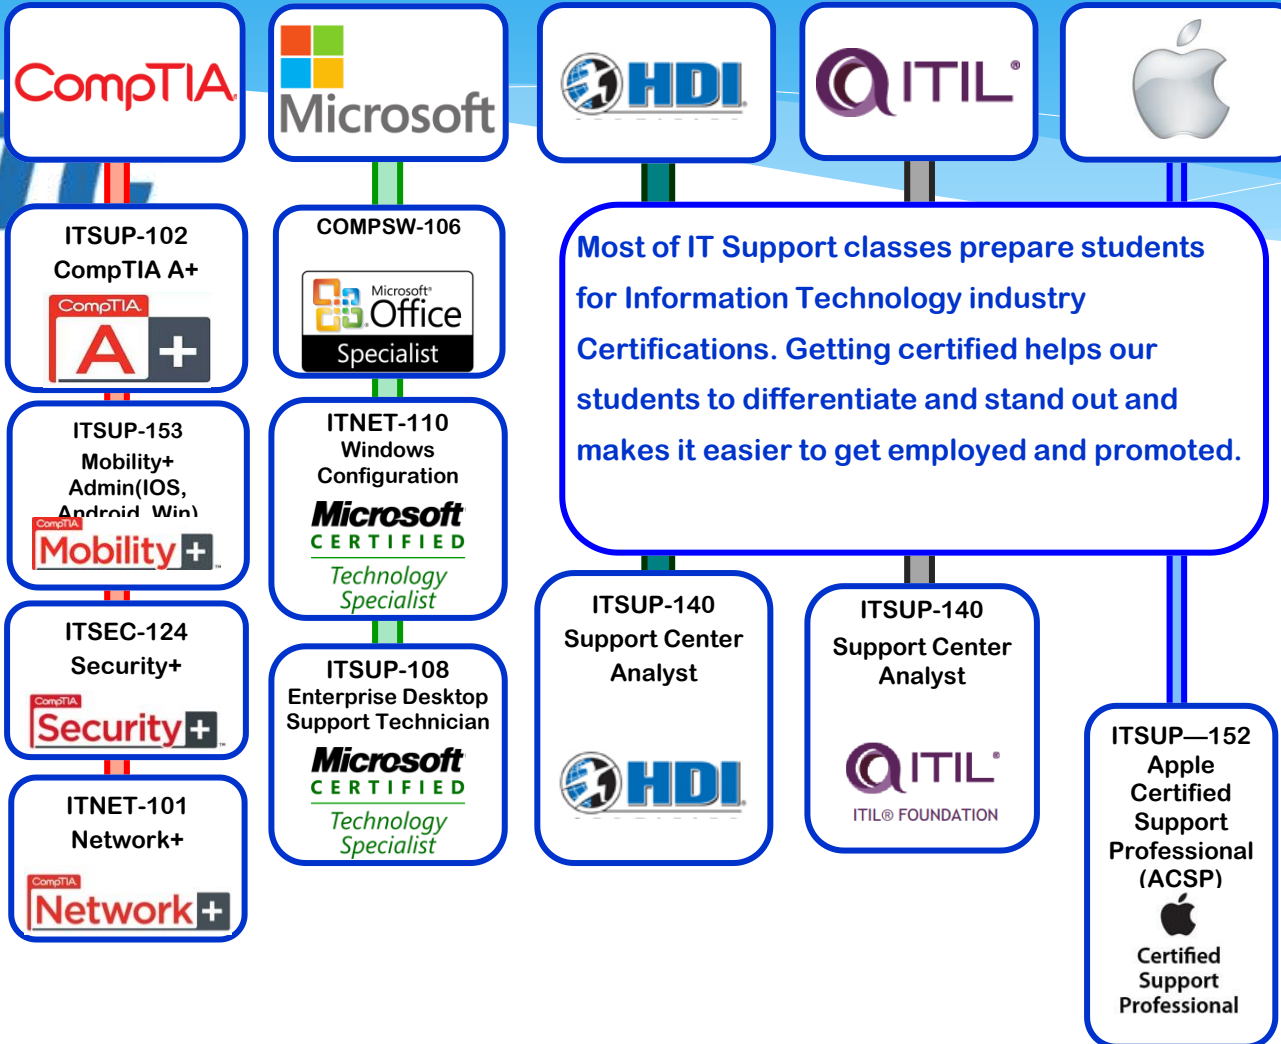 CompTIA
Microsoft
HDI
ITIL®
ITSUP-102
CompTIA A+
CompTIA
A+
ITSUP-153
Mobility+
Admin(IOS,
Android, Win)
CompTIA
Mobility+
ITSEC-124
Security+
CompTIA
Security+
ITNET-101
Network+
CompTIA
Network+
COMPSW-106
Microsoft®
Office
Specialist
ITNET-110
Windows
Configuration
Microsoft
CERTIFIED
Technology
Specialist
ITSUP-108
Enterprise Desktop
Support Technician
Microsoft
CERTIFIED
Technology
Specialist
Most of IT Support classes prepare students
for Information Technology industry
Certifications. Getting certified helps our
students to differentiate and stand out and
makes it easier to get employed and promoted.
ITSUP-140
Support Center
Analyst
HDI
ITSUP-140
Support Center
Analyst
ITIL®
ITIL® FOUNDATION
ITSUP—152
Apple
Certified
Support
Professional
(ACSP)
Certified
Support
Professional